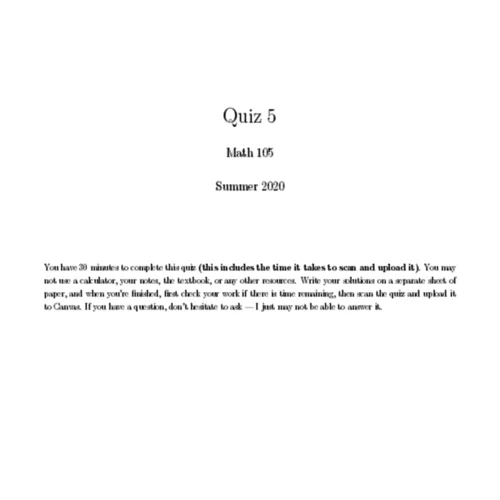 Quiz 5
Math 105
Summer 2020
You have 30 minutes to complete this quiz (this includes the time it takes to scan and upload it). You may
not use a calculator, your notes, the textbook, or any other resources. Write your solutions on a separate sheet of
paper, and when you're finished, first check your work if there is time remaining, then scan the quiz and upload it
to Canvas. If you have a question, don't hesitate to ask — I just may not be able to answer it.